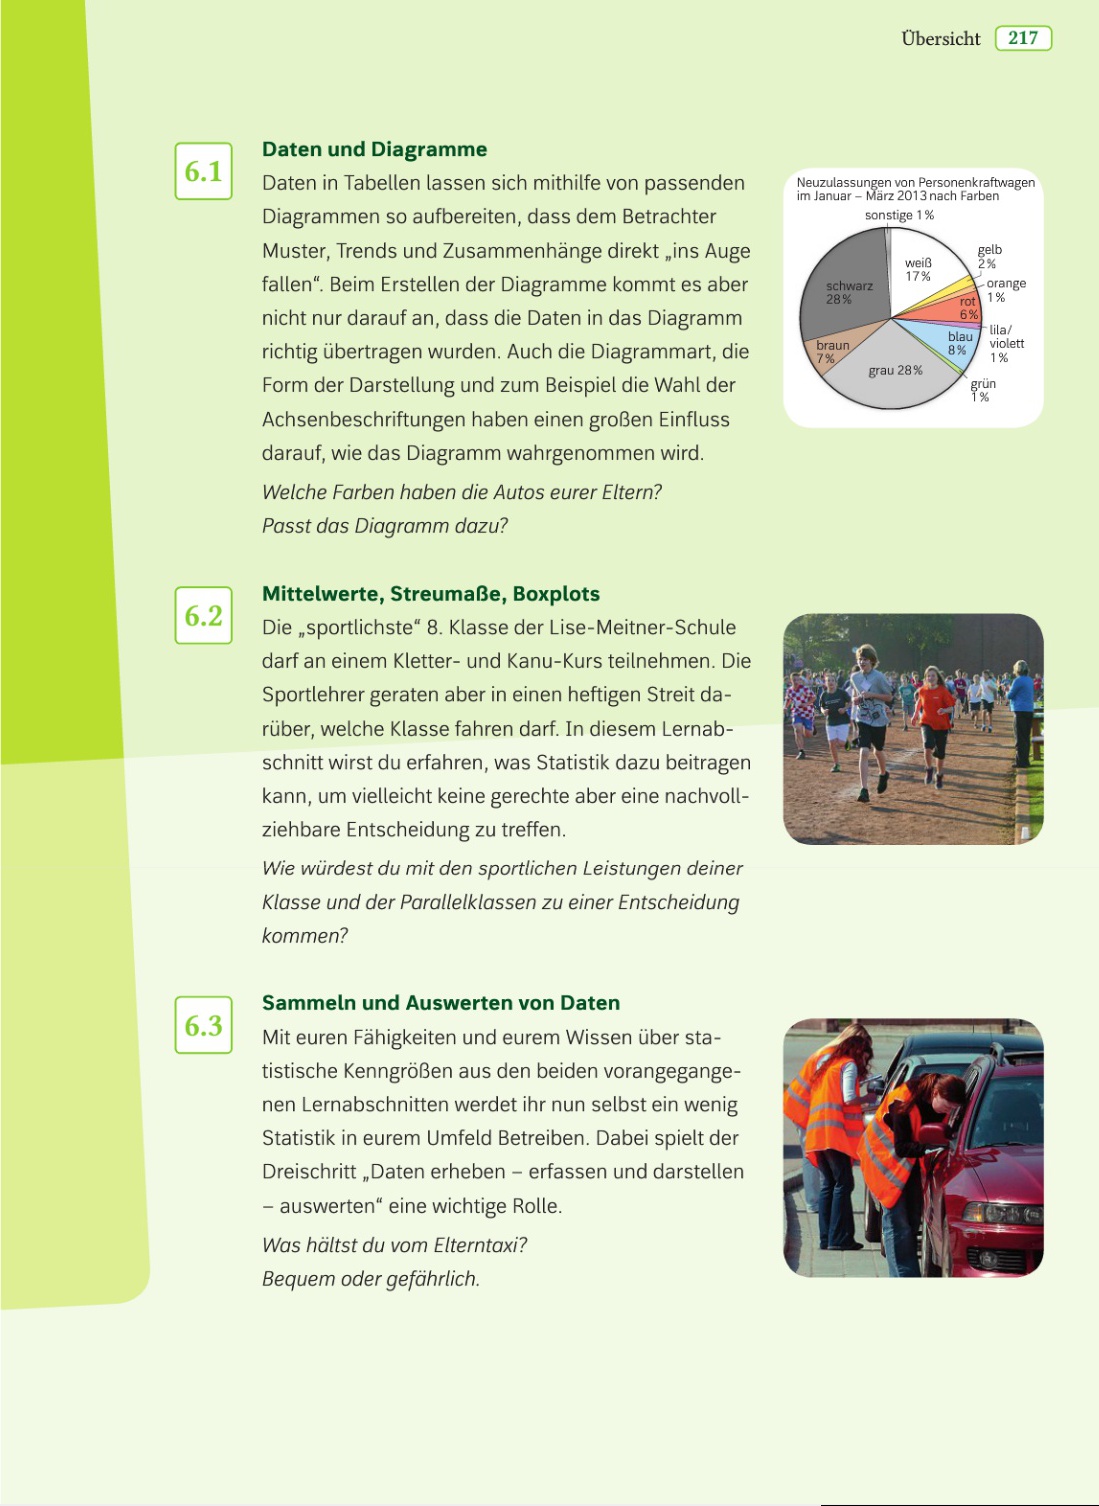 Übersicht 217
6.1
Daten und Diagramme
Daten in Tabellen lassen sich mithilfe von passenden
Diagrammen so aufbereiten, dass dem Betrachter
Muster, Trends und Zusammenhänge direkt „ins Auge
fallen“. Beim Erstellen der Diagramme kommt es aber
nicht nur darauf an, dass die Daten in das Diagramm
richtig übertragen wurden. Auch die Diagrammart, die
Form der Darstellung und zum Beispiel die Wahl der
Achsenbeschriftungen haben einen großen Einfluss
darauf, wie das Diagramm wahrgenommen wird.
Welche Farben haben die Autos eurer Eltern?
Passt das Diagramm dazu?
Neuzulassungen von Personenkraftwagen
im Januar – März 2013 nach Farben
sonstige 1 %
weiß
17 %
gelb
2 %
orange
1 %
rot
6 %
lila/
violett
1 %
blau
8 %
grün
1 %
grau 28 %
braun
7 %
schwarz
28 %
6.2
Mittelwerte, Streumaße, Boxplots
Die „sportlichste“ 8. Klasse der Lise-Meitner-Schule
darf an einem Kletter- und Kanu-Kurs teilnehmen. Die
Sportlehrer geraten aber in einen heftigen Streit da-
rüber, welche Klasse fahren darf. In diesem Lernab-
schnitt wirst du erfahren, was Statistik dazu beitragen
kann, um vielleicht keine gerechte aber eine nachvoll-
ziehbare Entscheidung zu treffen.
Wie würdest du mit den sportlichen Leistungen deiner
Klasse und der Parallelklassen zu einer Entscheidung
kommen?
6.3
Sammeln und Auswerten von Daten
Mit euren Fähigkeiten und eurem Wissen über sta-
tistische Kenngrößen aus den beiden vorangegange-
nen Lernabschnitten werdet ihr nun selbst ein wenig
Statistik in eurem Umfeld Betreiben. Dabei spielt der
Dreischritt „Daten erheben – erfassen und darstellen
– auswerten“ eine wichtige Rolle.
Was hältst du vom Elterntaxi?
Bequem oder gefährlich.